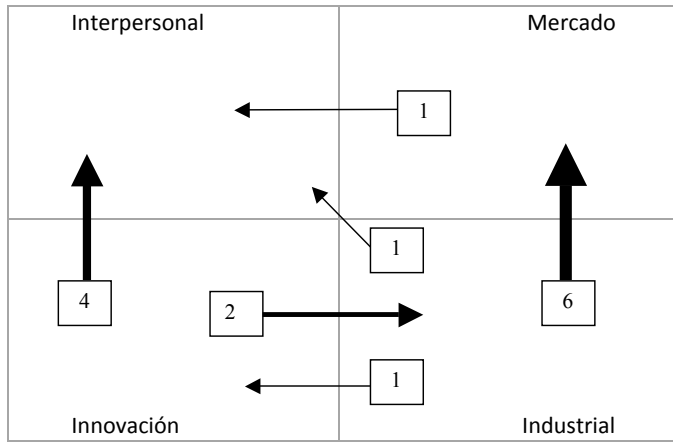 Interpersonal
Mercado
1
1
4
2
6
1
Innovación
Industrial